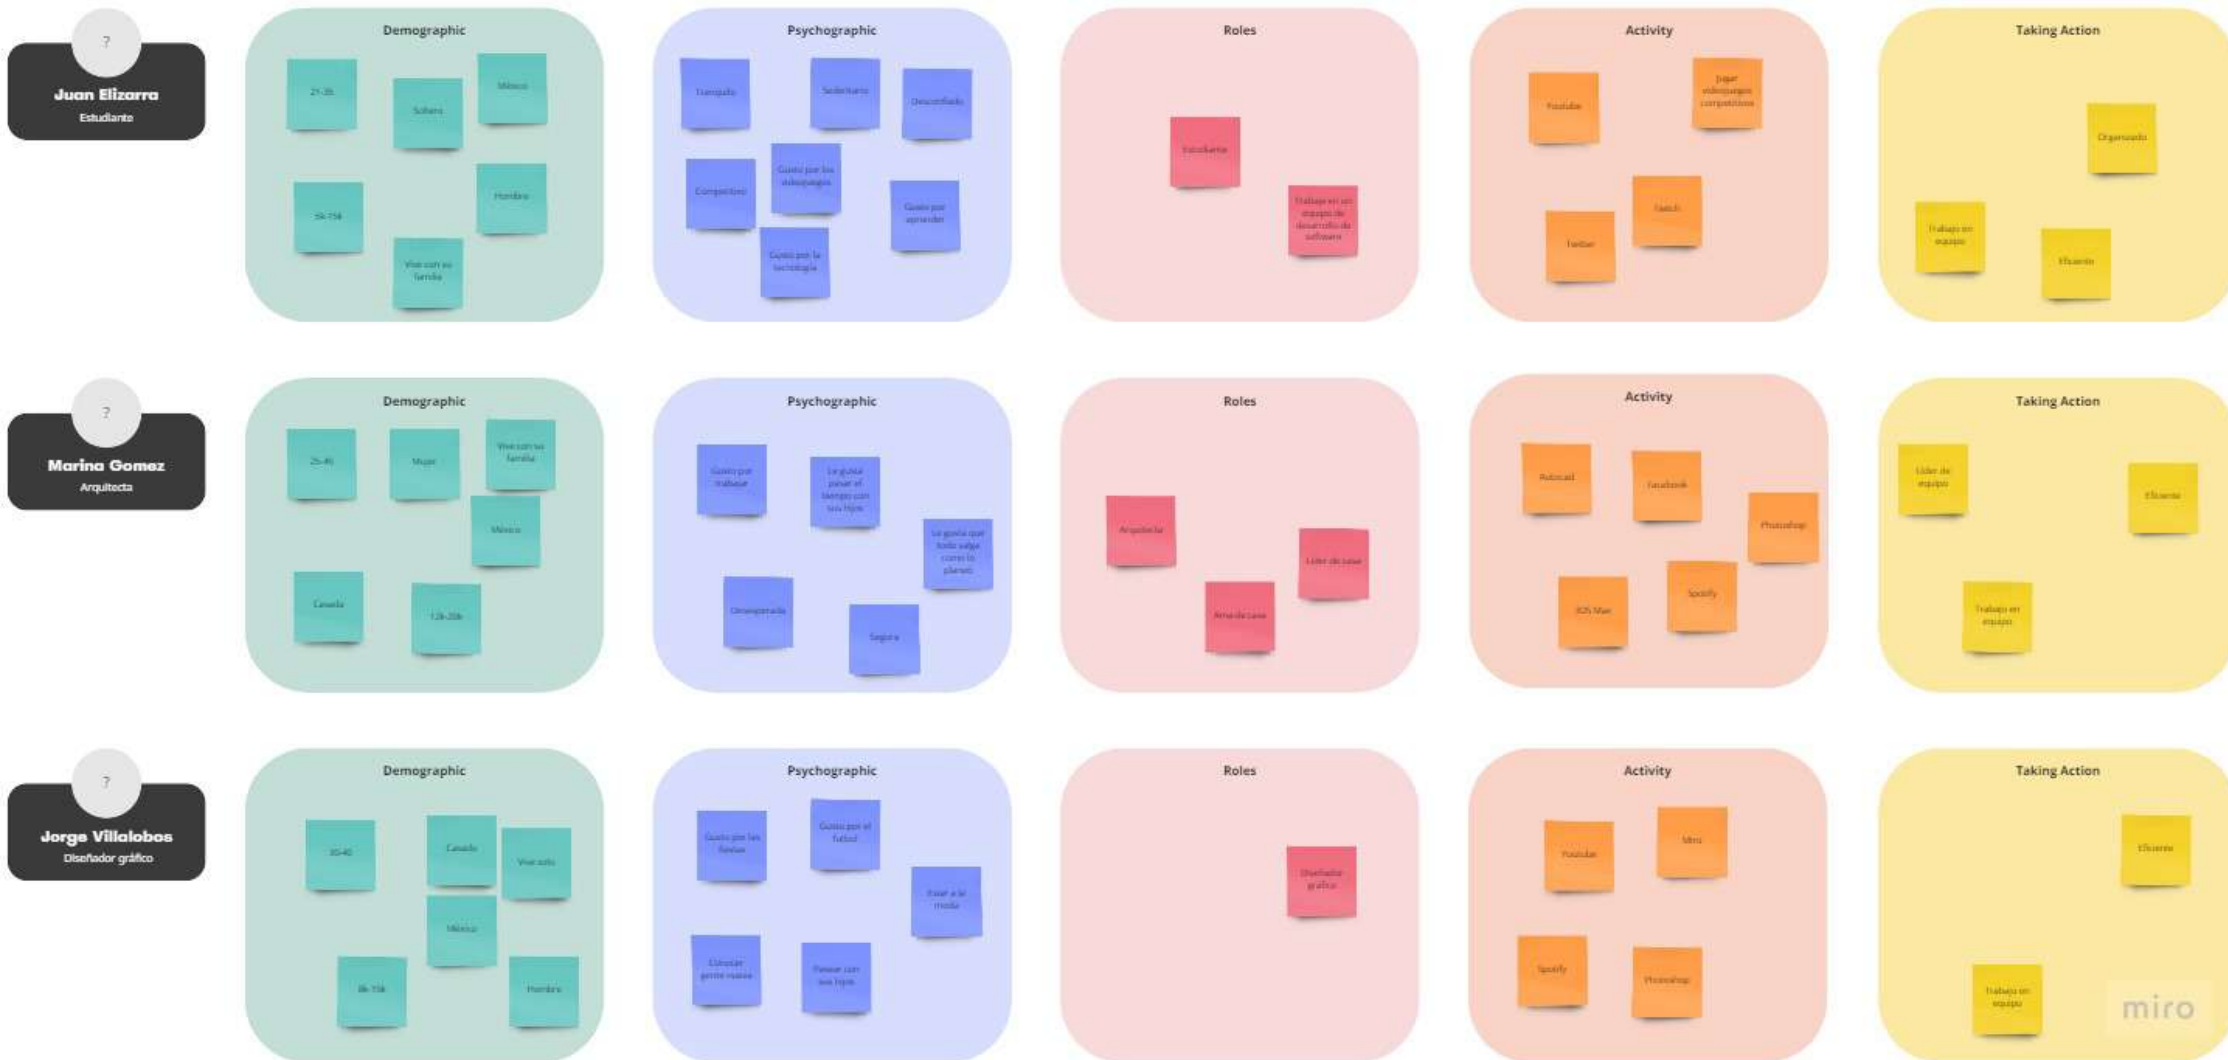 ?
Juan Elizarra
Estudiante
Demographic
21-35
Soltero
México
5k-15k
Hombre
Vive con su
familia
Psychographic
Tranquilo
Sedentario
Desconfiado
Competitivo
Gusto por los
videojuegos
Gusto por
aprender
Gusto por la
tecnología
Roles
Estudiante
Trabaja en un
equipo de
desarrollo de
software
Activity
Youtube
Jugar
videojuegos
competitivos
Twitter
Twitch
Taking Action
Organizado
Trabajo en
equipo
Eficiente
?
Marina Gomez
Arquitecta
Demographic
25-40
Mujer
Vive con su
familia
México
Casada
12k-20k
Psychographic
Gusto por
trabajar
Le gusta
pasar el
tiempo con
sus hijos
Le gusta que
todo salga
como lo
planeó
Desesperada
Segura
Roles
Arquitecta
Líder de casa
Ama de casa
Activity
Autocad
Facebook
Photoshop
3DS Max
Spotify
Taking Action
Líder de
equipo
Eficiente
Trabajo en
equipo
?
Jorge Villalobos
Diseñador gráfico
Demographic
30-40
Casado
Vive solo
México
8k-15k
Hombre
Psychographic
Gusto por las
fiestas
Gusto por el
futbol
Estar a la
moda
Conocer
gente nueva
Pasear con
sus hijos
Roles
Diseñador
gráfico
Activity
Youtube
Miro
Spotify
Photoshop
Taking Action
Eficiente
Trabajo en
equipo
miro